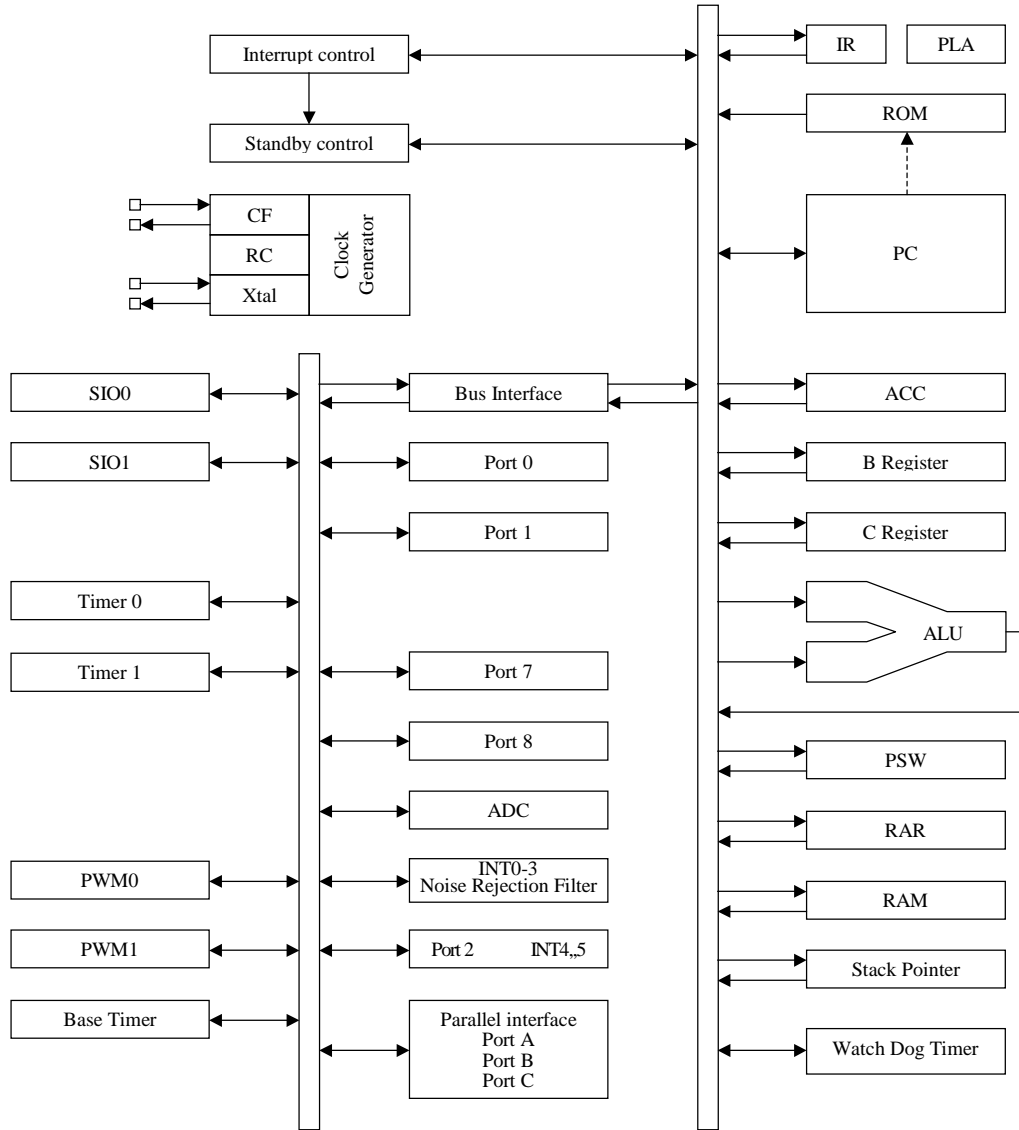 Interrupt control
IR
PLA
ROM
Standby control
CF
RC
Xtal
Clock
Generator
PC
SIO0
Bus Interface
ACC
SIO1
Port 0
B Register
Port 1
C Register
Timer 0
ALU
Timer 1
Port 7
Port 8
PSW
ADC
RAR
PWM0
INT0-3
Noise Rejection Filter
RAM
PWM1
Port 2 INT4,,5
Stack Pointer
Base Timer
Parallel interface
Port A
Port B
Port C
Watch Dog Timer